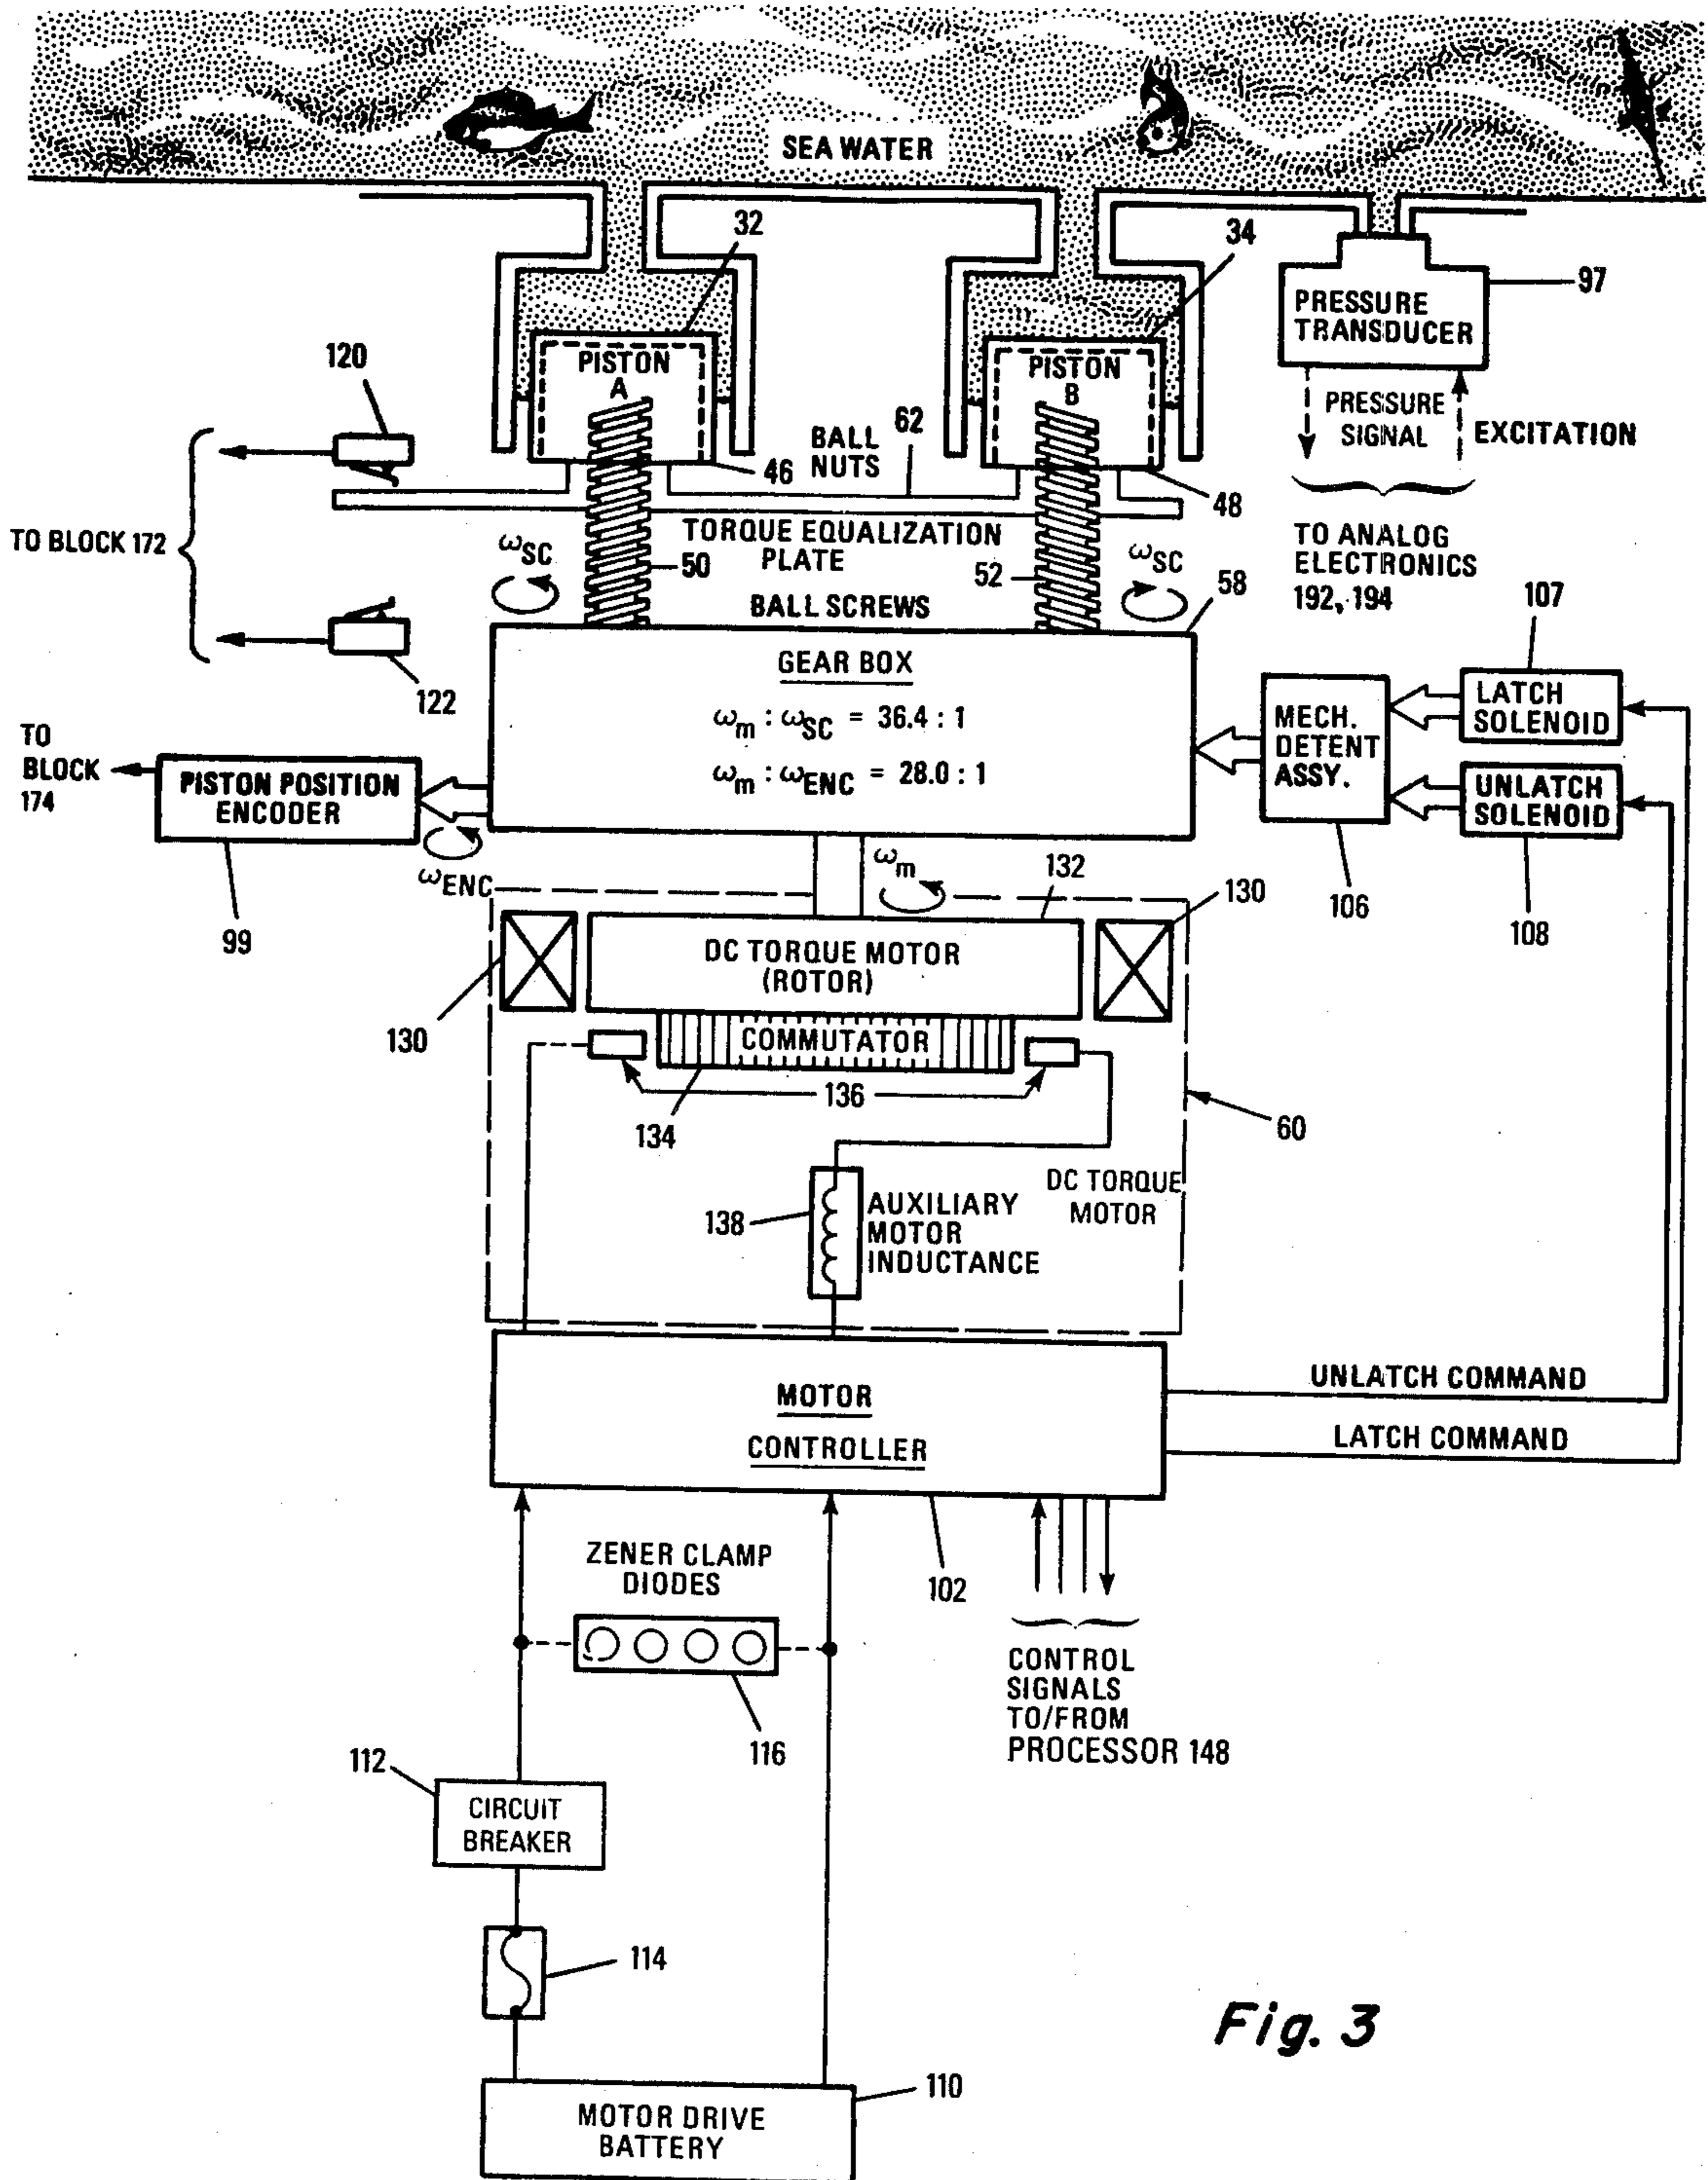 SEA WATER
32
34
97
PRESSURE
TRANSDUCER
120
PISTON
A
PISTON
B
PRESSURE
SIGNAL
EXCITATION
62
BALL
NUTS
46
48
TO BLOCK 172
TORQUE EQUALIZATION
PLATE
ωSC
50
52
ωSC
58
TO ANALOG
ELECTRONICS
192, 194
BALL SCREWS
107
122
GEAR BOX
ωm : ωSC = 36.4 : 1
ωm : ωENC = 28.0 : 1
MECH.
DETENT
ASSY.
LATCH
SOLENOID
UNLATCH
SOLENOID
TO
BLOCK
174
PISTON POSITION
ENCODER
ωENC
ωm
132
130
106
108
99
DC TORQUE MOTOR
(ROTOR)
130
COMMUTATOR
136
134
60
138
AUXILIARY
MOTOR
INDUCTANCE
DC TORQUE
MOTOR
MOTOR
CONTROLLER
UNLATCH COMMAND
LATCH COMMAND
ZENER CLAMP
DIODES
102
116
CONTROL
SIGNALS
TO/FROM
PROCESSOR 148
112
CIRCUIT
BREAKER
114
Fig. 3
110
MOTOR DRIVE
BATTERY